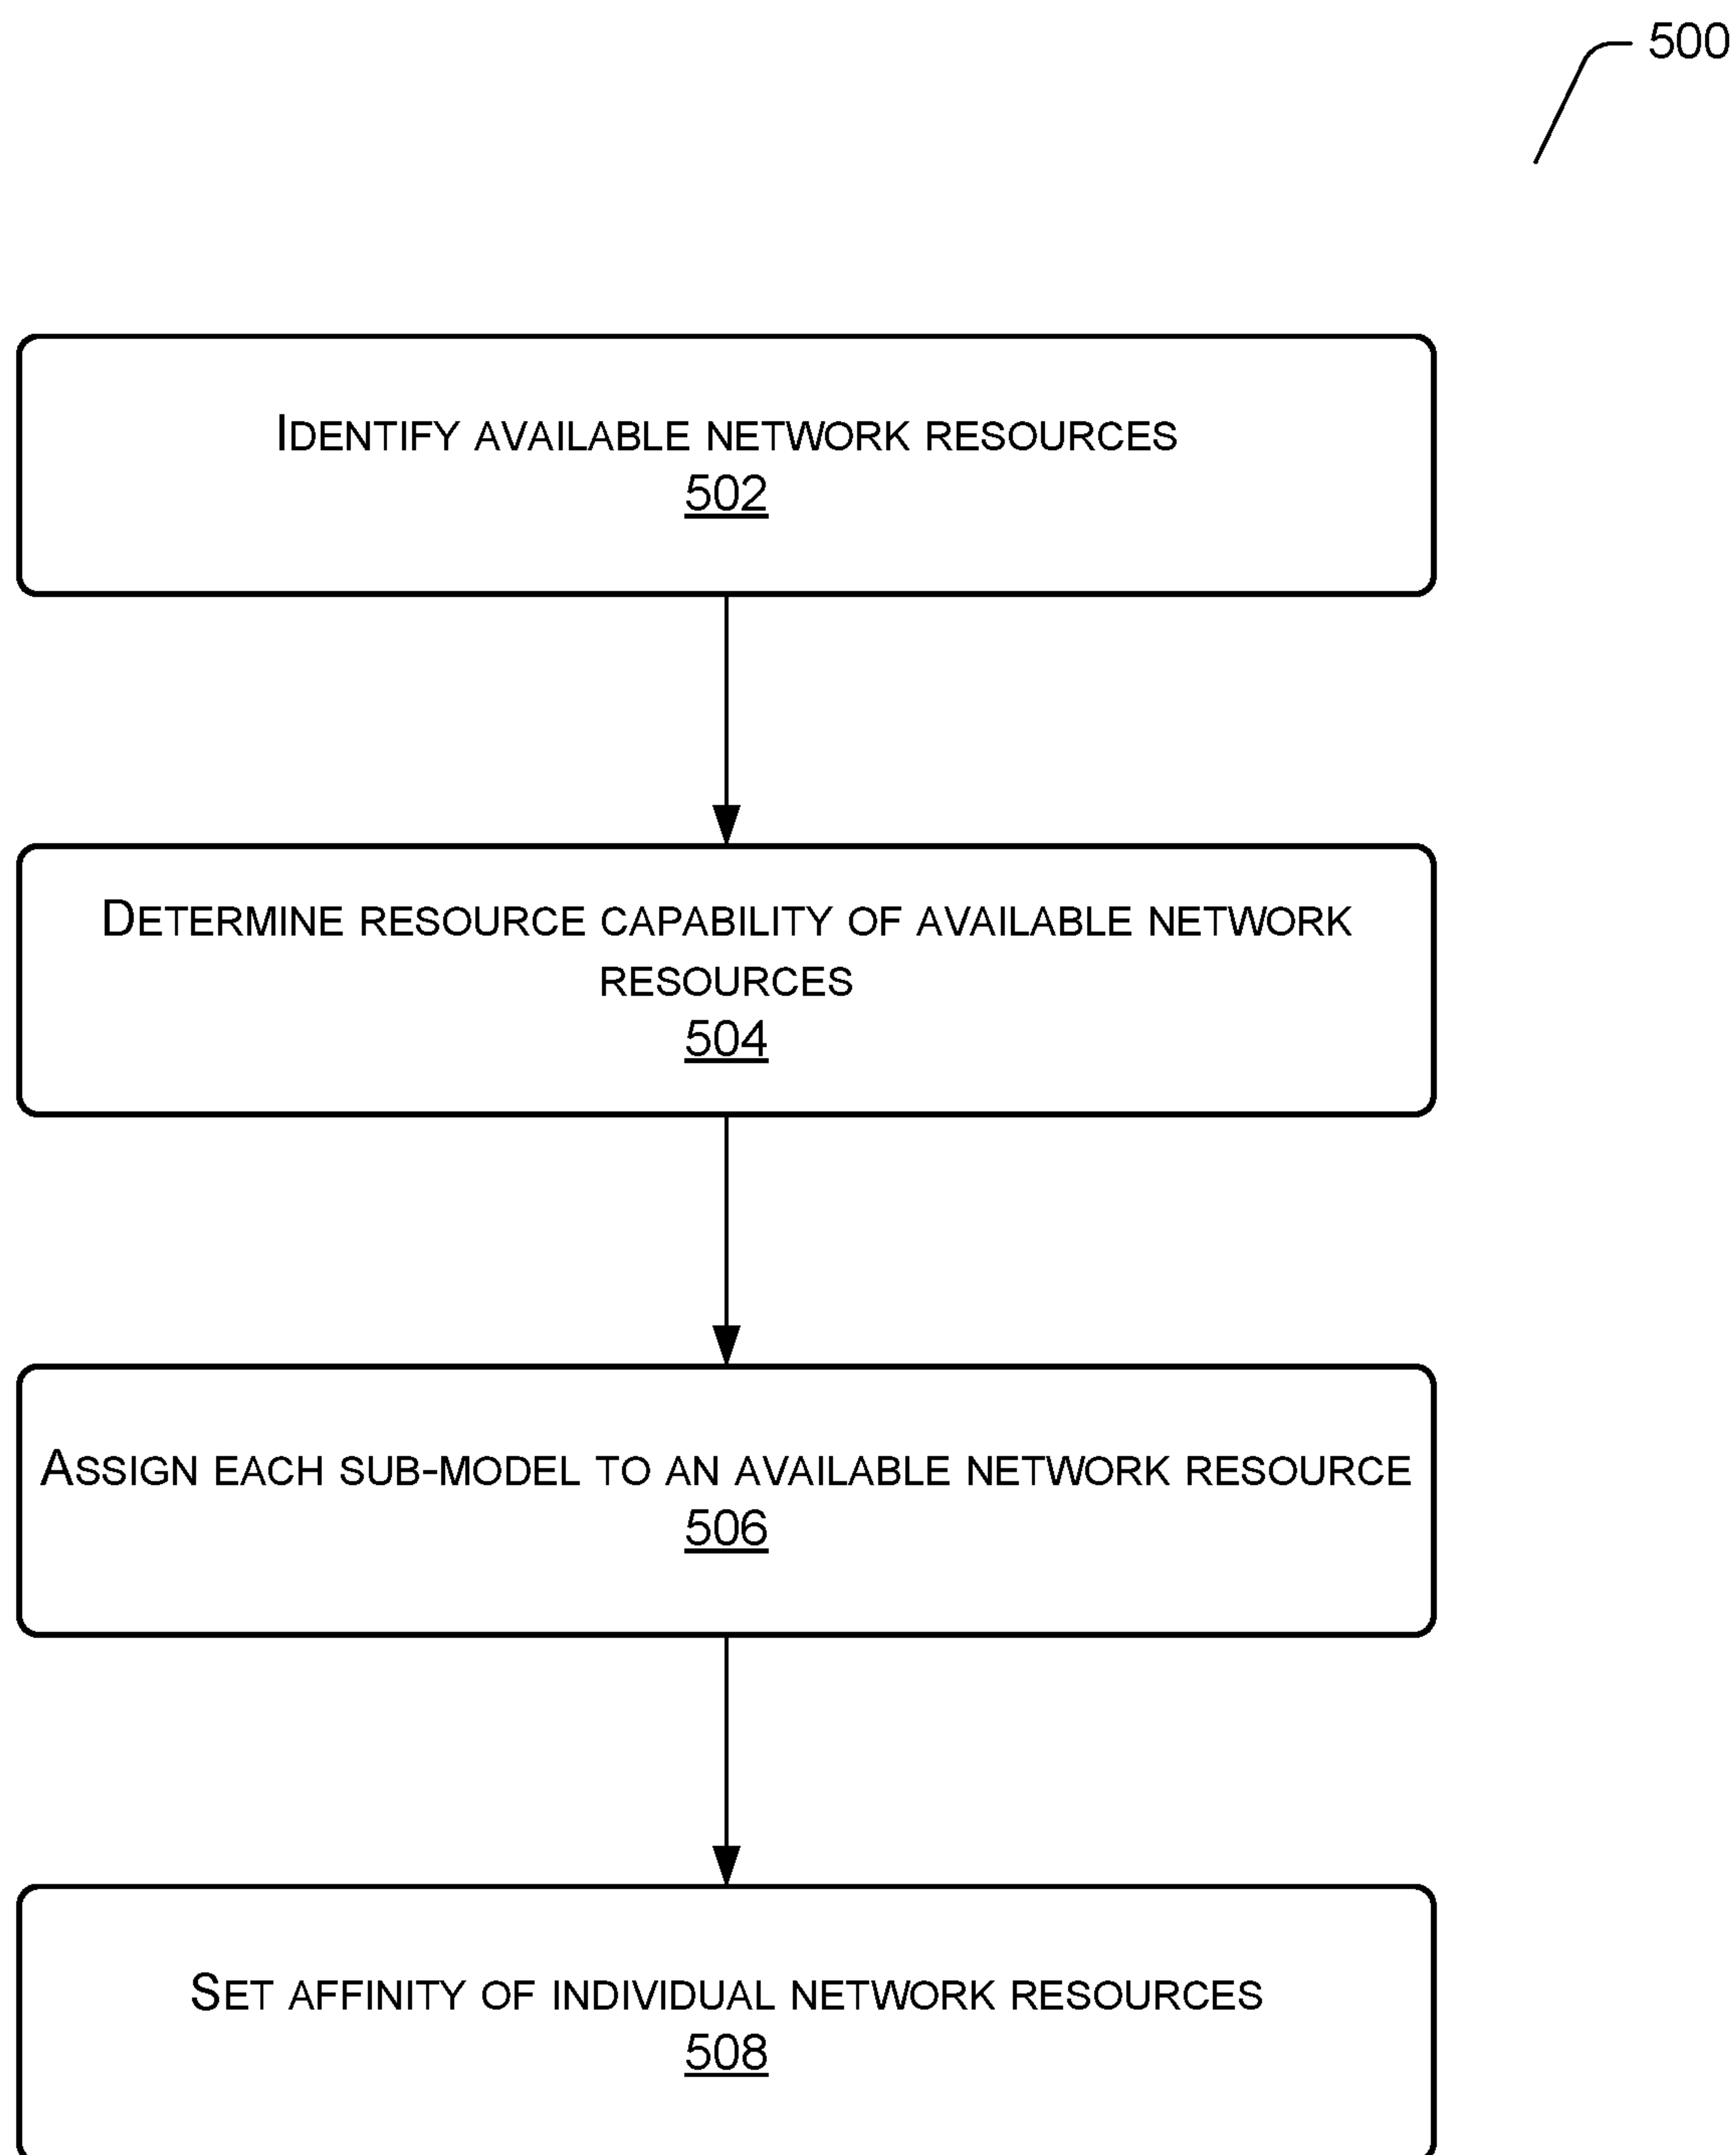 500
IDENTIFY AVAILABLE NETWORK RESOURCES
502
DETERMINE RESOURCE CAPABILITY OF AVAILABLE NETWORK
RESOURCES
504
ASSIGN EACH SUB-MODEL TO AN AVAILABLE NETWORK RESOURCE
506
SET AFFINITY OF INDIVIDUAL NETWORK RESOURCES
508